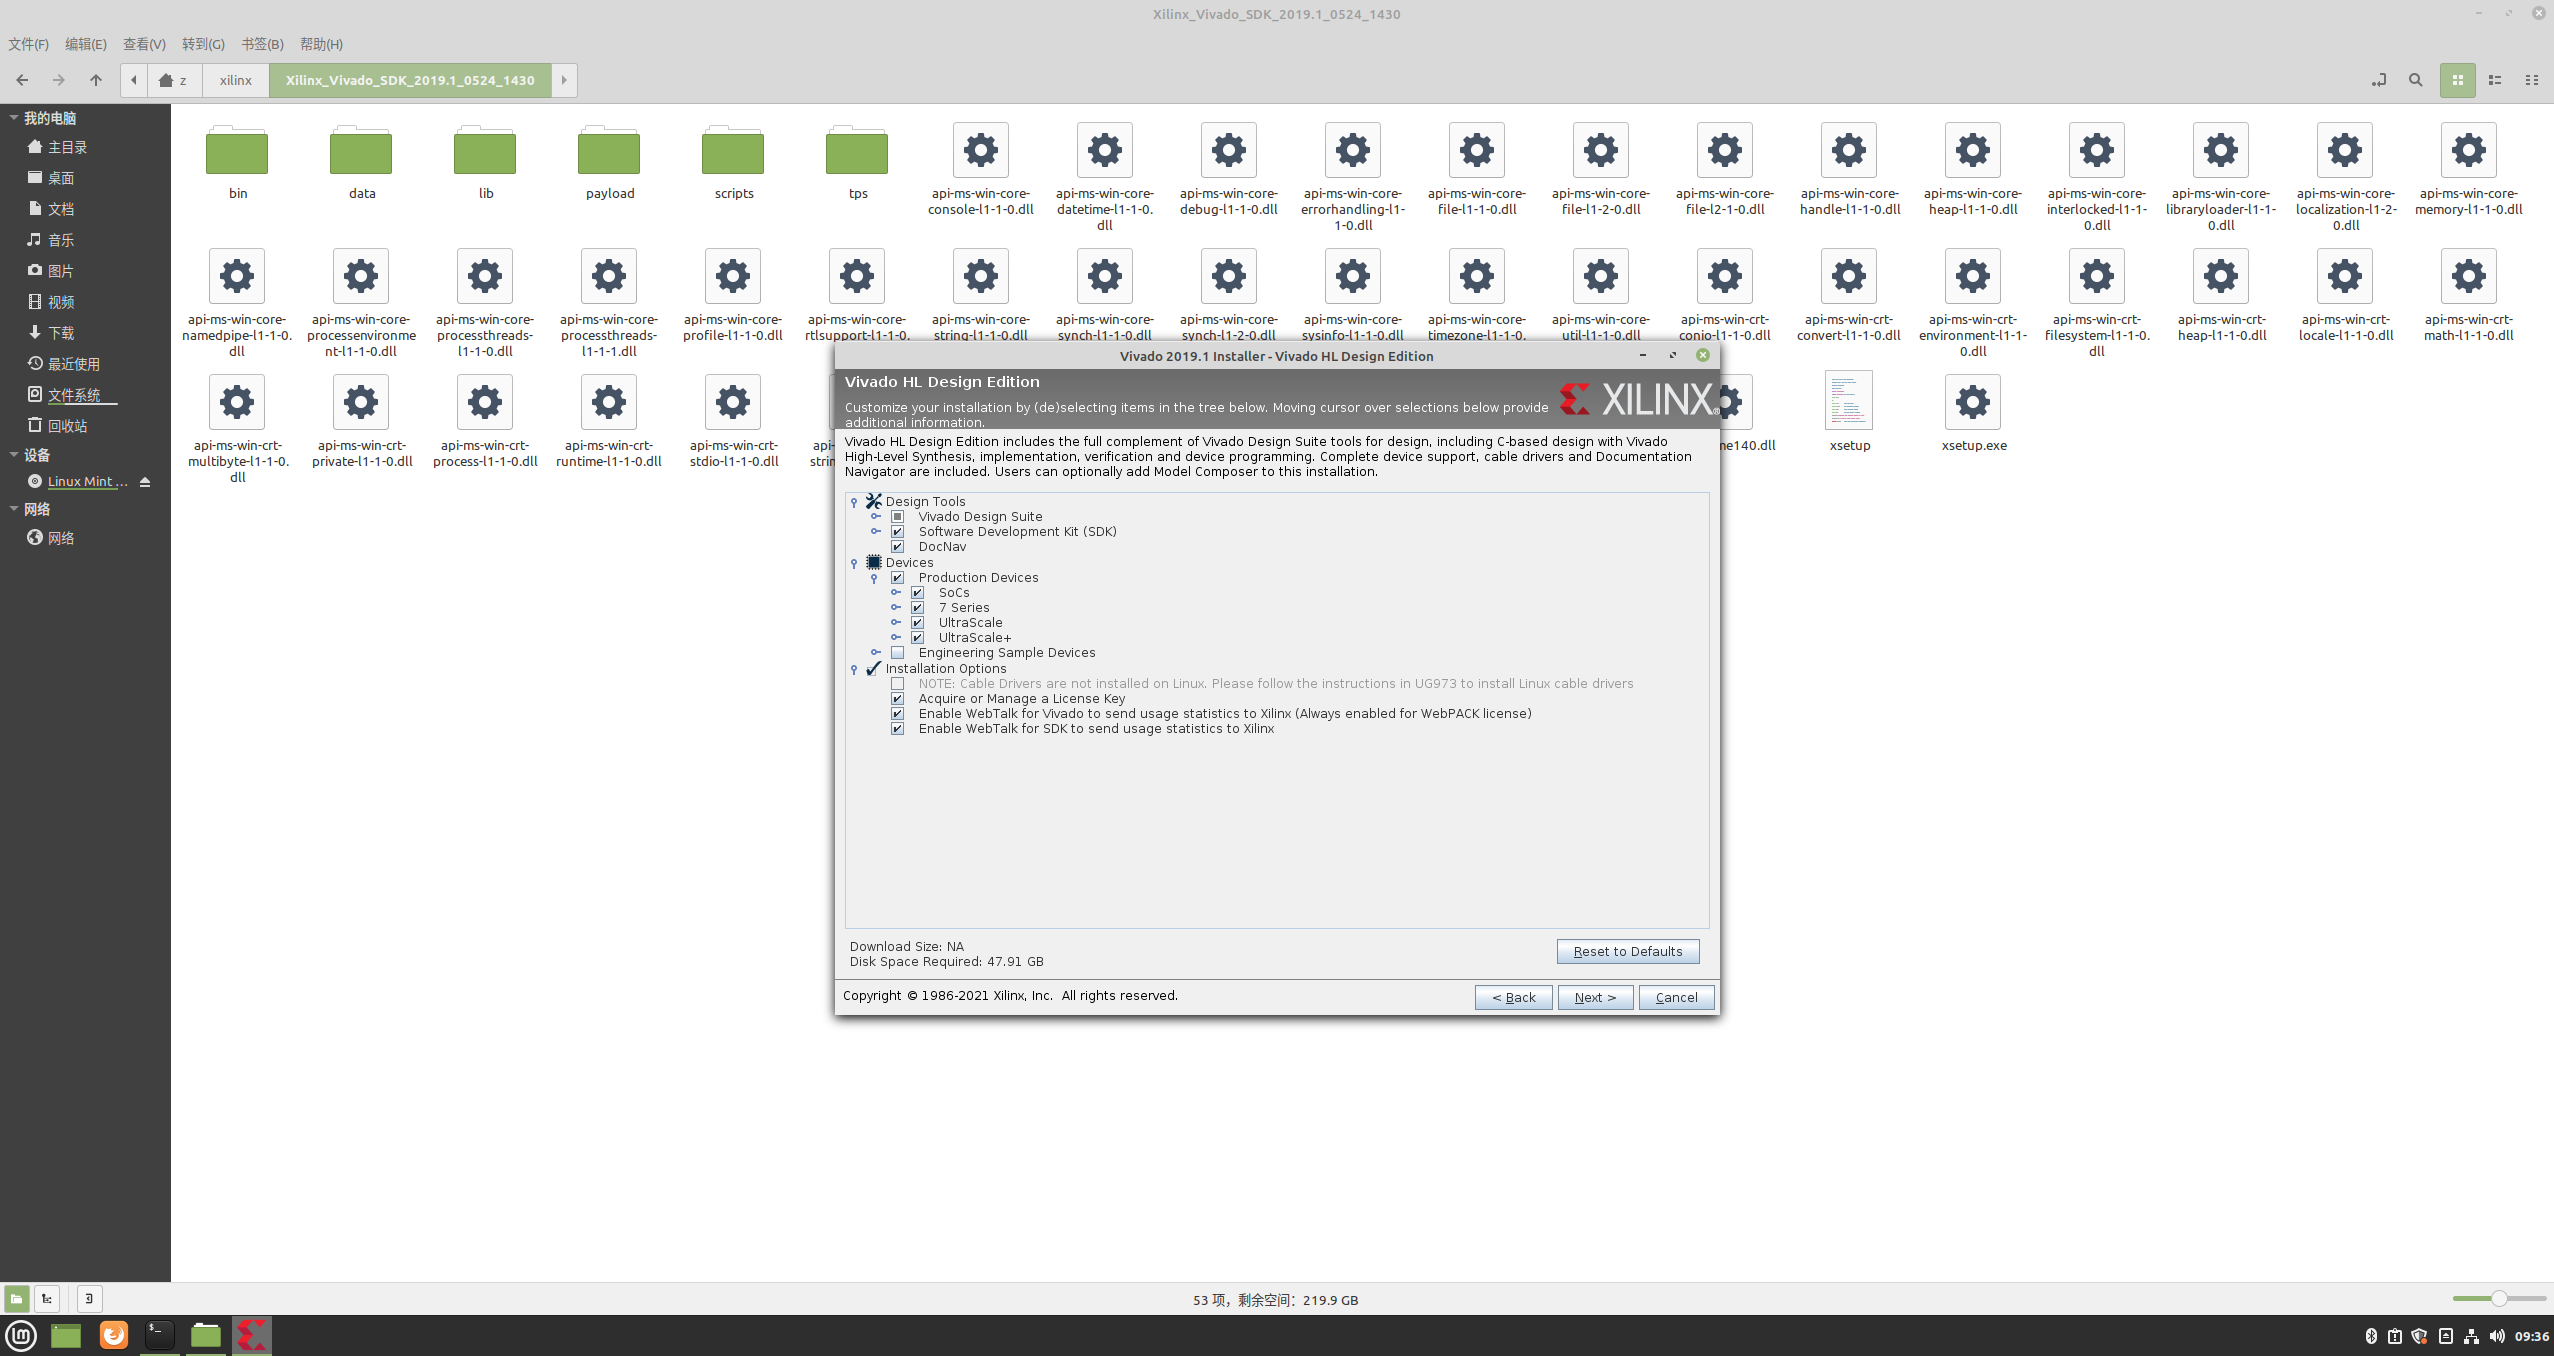 Xilinx_Vivado_SDK_2019.1_0524_1430
文件(F) 编辑(E) 查看(V) 转到(G) 书签(B) 帮助(H)
z xilinx Xilinx_Vivado_SDK_2019.1_0524_1430
我的电脑
主目录
桌面
文档
音乐
图片
视频
下载
最近使用
文件系统
回收站
设备
Linux Mint ...
网络
网络
bin data lib payload scripts tps api-ms-win-core- api-ms-win-core- api-ms-win-core- api-ms-win-core- api-ms-win-core- api-ms-win-core- api-ms-win-core- api-ms-win-core- api-ms-win-core- api-ms-win-core- api-ms-win-core- api-ms-win-core- api-ms-win-core-
console-l1-1-0.dll datetime-l1-1-0. debug-l1-1-0.dll errorhandling-l1- file-l1-1-0.dll file-l1-2-0.dll file-l2-1-0.dll handle-l1-1-0.dll heap-l1-1-0.dll interlocked-l1-1- libraryloader-l1-1- localization-l1-2- memory-l1-1-0.dll
dll 1-0.dll 0.dll 0.dll 0.dll
api-ms-win-core- api-ms-win-core- api-ms-win-core- api-ms-win-core- api-ms-win-core- api-ms-win-core- api-ms-win-core- api-ms-win-core- api-ms-win-core- api-ms-win-core- api-ms-win-core- api-ms-win-core- api-ms-win-crt- api-ms-win-crt- api-ms-win-crt- api-ms-win-crt- api-ms-win-crt- api-ms-win-crt- api-ms-win-crt-
namedpipe-l1-1-0. processenvironme processthreads- processthreads- profile-l1-1-0.dll rtlsupport-l1-1-0. string-l1-1-0.dll synch-l1-1-0.dll synch-l1-2-0.dll sysinfo-l1-1-0.dll timezone-l1-1-0. util-l1-1-0.dll conio-l1-1-0.dll convert-l1-1-0.dll environment-l1-1- filesystem-l1-1-0. heap-l1-1-0.dll locale-l1-1-0.dll math-l1-1-0.dll
dll nt-l1-1-0.dll l1-1-0.dll l1-1-1.dll 0.dll dll
api-ms-win-crt- api-ms-win-crt- api-ms-win-crt- api-ms-win-crt- api-ms-win-crt- me140.dll xsetup xsetup.exe
multibyte-l1-1-0. private-l1-1-0.dll process-l1-1-0.dll runtime-l1-1-0.dll stdio-l1-1-0.dll
dll
Vivado 2019.1 Installer - Vivado HL Design Edition
Vivado HL Design Edition
Customize your installation by (de)selecting items in the tree below. Moving cursor over selections below provide
additional information.
XILINX®
Vivado HL Design Edition includes the full complement of Vivado Design Suite tools for design, including C-based design with Vivado
High-Level Synthesis, implementation, verification and device programming. Complete device support, cable drivers and Documentation
Navigator are included. Users can optionally add Model Composer to this installation.
Design Tools
Vivado Design Suite
Software Development Kit (SDK)
DocNav
Devices
Production Devices
SoCs
7 Series
UltraScale
UltraScale+
Engineering Sample Devices
Installation Options
NOTE: Cable Drivers are not installed on Linux. Please follow the instructions in UG973 to install Linux cable drivers
Acquire or Manage a License Key
Enable WebTalk for Vivado to send usage statistics to Xilinx (Always enabled for WebPACK license)
Enable WebTalk for SDK to send usage statistics to Xilinx
Download Size: NA
Disk Space Required: 47.91 GB
Reset to Defaults
Copyright © 1986-2021 Xilinx, Inc. All rights reserved.
< Back Next > Cancel
53 项，剩余空间：219.9 GB
09:36